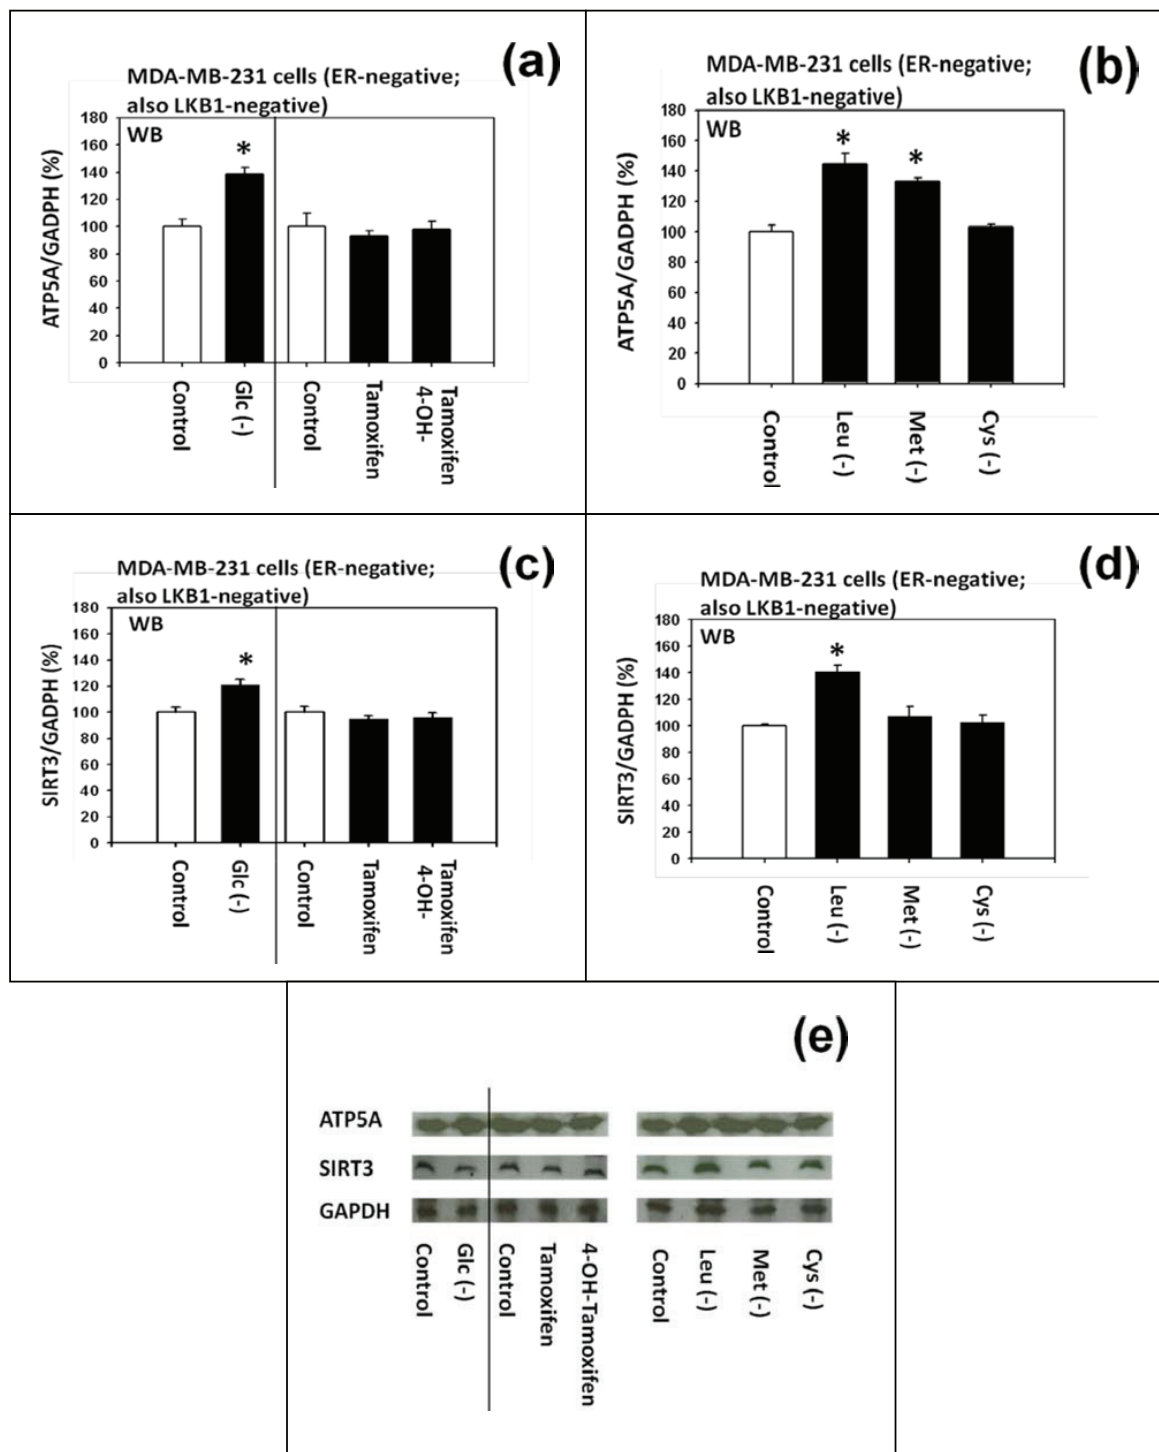 (a)
MDA-MB-231 cells (ER-negative;
also LKB1-negative)
WB
ATP5A/GADPH (%)
180
160
140
120
100
80
60
40
20
0
*
Control
Glc (-)
Control
Tamoxifen
4-OH-
Tamoxifen
(b)
MDA-MB-231 cells (ER-negative;
also LKB1-negative)
WB
ATP5A/GADPH (%)
180
160
140
120
100
80
60
40
20
0
*
*
Control
Leu (-)
Met (-)
Cys (-)
(c)
MDA-MB-231 cells (ER-negative;
also LKB1-negative)
WB
SIRT3/GADPH (%)
180
160
140
120
100
80
60
40
20
0
*
Control
Glc (-)
Control
Tamoxifen
4-OH-
Tamoxifen
(d)
MDA-MB-231 cells (ER-negative;
also LKB1-negative)
WB
SIRT3/GADPH (%)
180
160
140
120
100
80
60
40
20
0
*
Control
Leu (-)
Met (-)
Cys (-)
(e)
ATP5A
SIRT3
GAPDH
Control
Glc (-)
Control
Tamoxifen
4-OH-Tamoxifen
Control
Leu (-)
Met (-)
Cys (-)